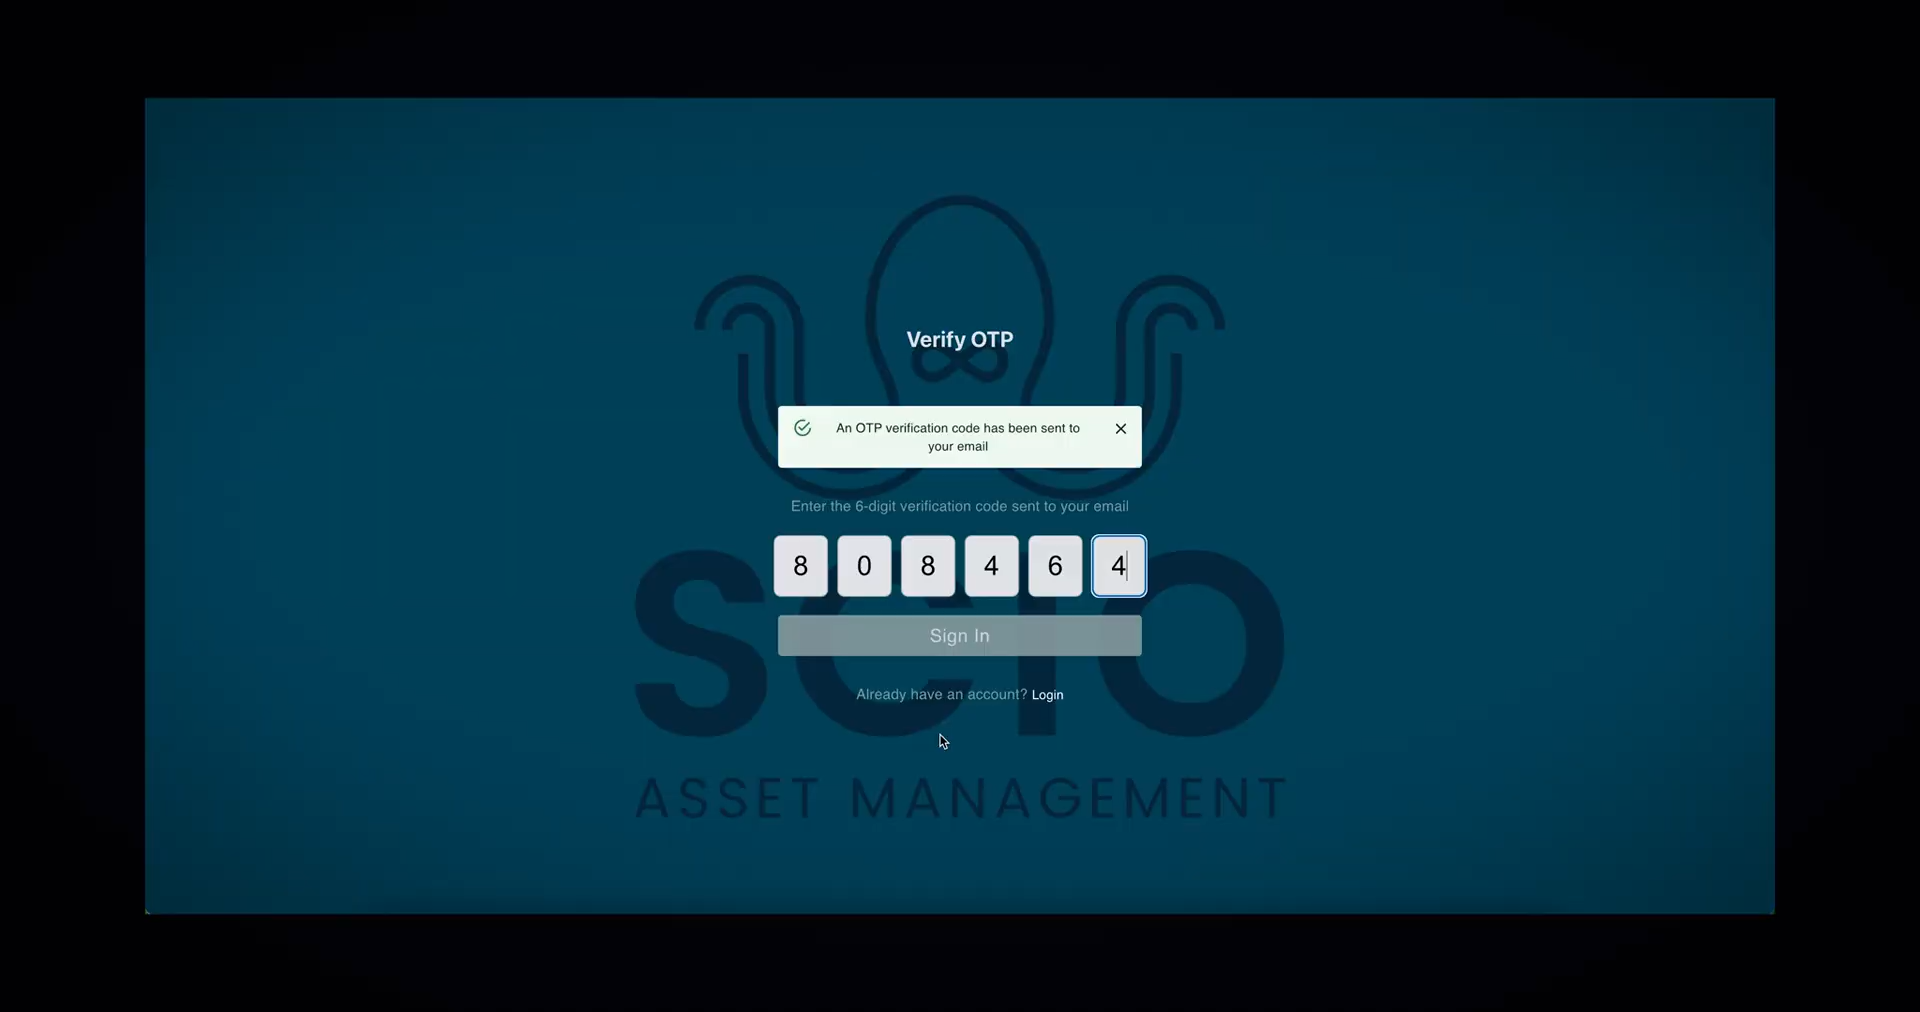 Verify OTP
An OTP verification code has been sent to
your email
Enter the 6-digit verification code sent to your email
8 0 8 4 6 4
Sign In
Already have an account? Login
SCIO
ASSET MANAGEMENT